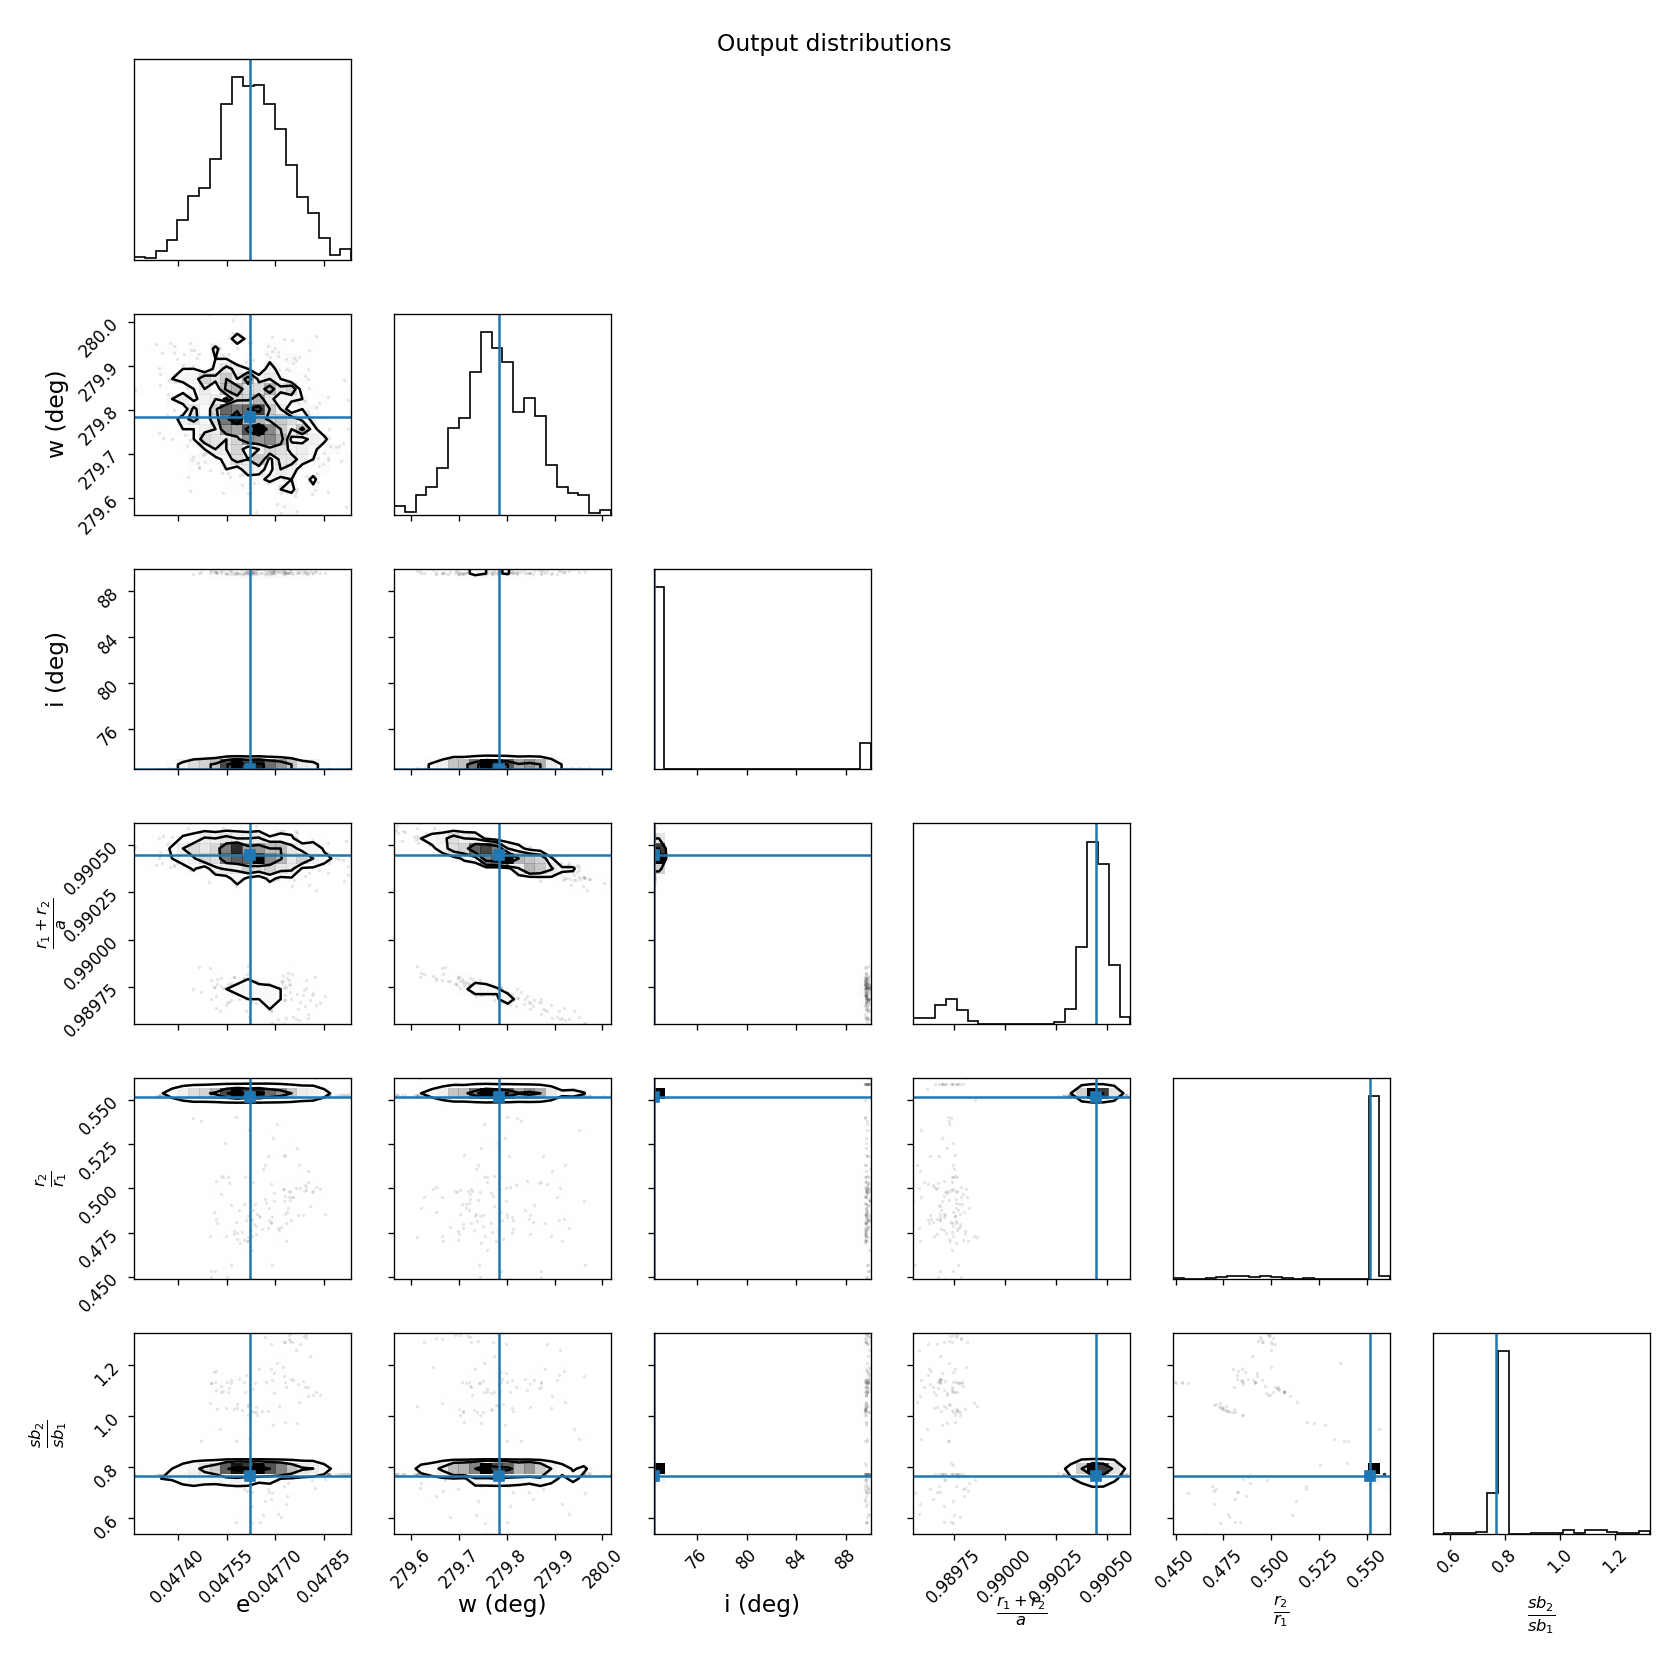 Output distributions
280.0
279.9
279.8
279.7
279.6
w (deg)
88
84
80
76
i (deg)
0.99050
0.99025
0.99000
0.98975
r₁ + r₂
a
0.550
0.525
0.500
0.475
0.450
r₂
r₁
1.2
1.0
0.8
0.6
sb₂
sb₁
0.04740 0.04755 0.04770 0.04785
279.6 279.7 279.8 279.9 280.0
76 80 84 88
0.98975 0.99000 0.99025 0.99050
0.450 0.475 0.500 0.525 0.550
0.6 0.8 1.0 1.2
e
w (deg)
i (deg)
r₁ + r₂
a
r₂
r₁
sb₂
sb₁